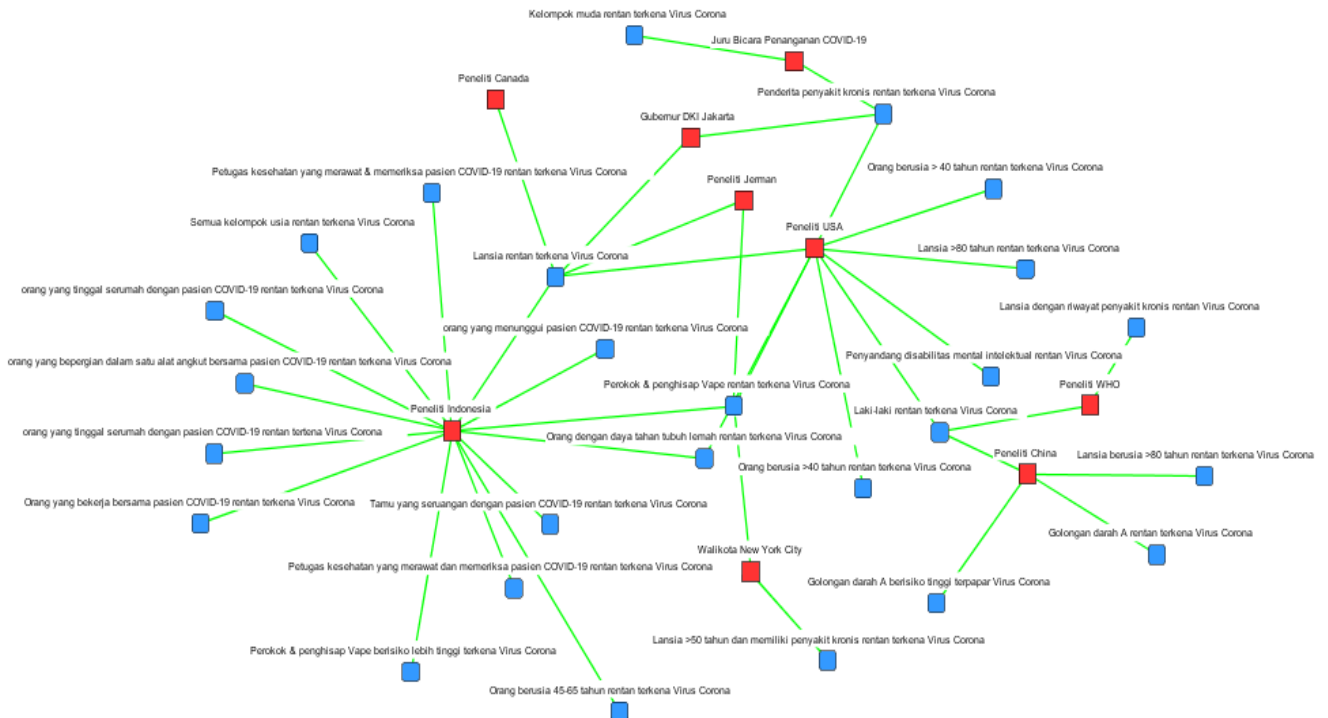 Kelompok muda rentan terkena Virus Corona
Juru Bicara Penanganan COVID-19
Peneliti Canada
Penderita penyakit kronis rentan terkena Virus Corona
Gubernur DKI Jakarta
Petugas kesehatan yang merawat & memeriksa pasien COVID-19 rentan terkena Virus Corona
Orang berusia > 40 tahun rentan terkena Virus Corona
Peneliti Jerman
Semua kelompok usia rentan terkena Virus Corona
Peneliti USA
Lansia >80 tahun rentan terkena Virus Corona
Lansia rentan terkena Virus Corona
orang yang tinggal serumah dengan pasien COVID-19 rentan terkena Virus Corona
Lansia dengan riwayat penyakit kronis rentan Virus Corona
orang yang menunggui pasien COVID-19 rentan terkena Virus Corona
Penyandang disabilitas mental intelektual rentan Virus Corona
orang yang bepergian dalam satu alat angkut bersama pasien COVID-19 rentan terkena Virus Corona
Perokok & penghisap Vape rentan terkena Virus Corona
Peneliti WHO
Peneliti Indonesia
Laki-laki rentan terkena Virus Corona
orang yang tinggal serumah dengan pasien COVID-19 rentan tertena Virus Corona
Orang dengan daya tahan tubuh lemah rentan terkena Virus Corona
Peneliti China
Lansia berusia >80 tahun rentan terkena Virus Corona
Orang berusia >40 tahun rentan terkena Virus Corona
Orang yang bekerja bersama pasien COVID-19 rentan terkena Virus Corona
Tamu yang seruangan dengan pasien COVID-19 rentan terkena Virus Corona
Golongan darah A rentan terkena Virus Corona
Walikota New York City
Petugas kesehatan yang merawat dan memeriksa pasien COVID-19 rentan terkena Virus Corona
Golongan darah A berisiko tinggi terpapar Virus Corona
Lansia >50 tahun dan memiliki penyakit kronis rentan terkena Virus Corona
Perokok & penghisap Vape berisiko lebih tinggi terkena Virus Corona
Orang berusia 45-65 tahun rentan terkena Virus Corona